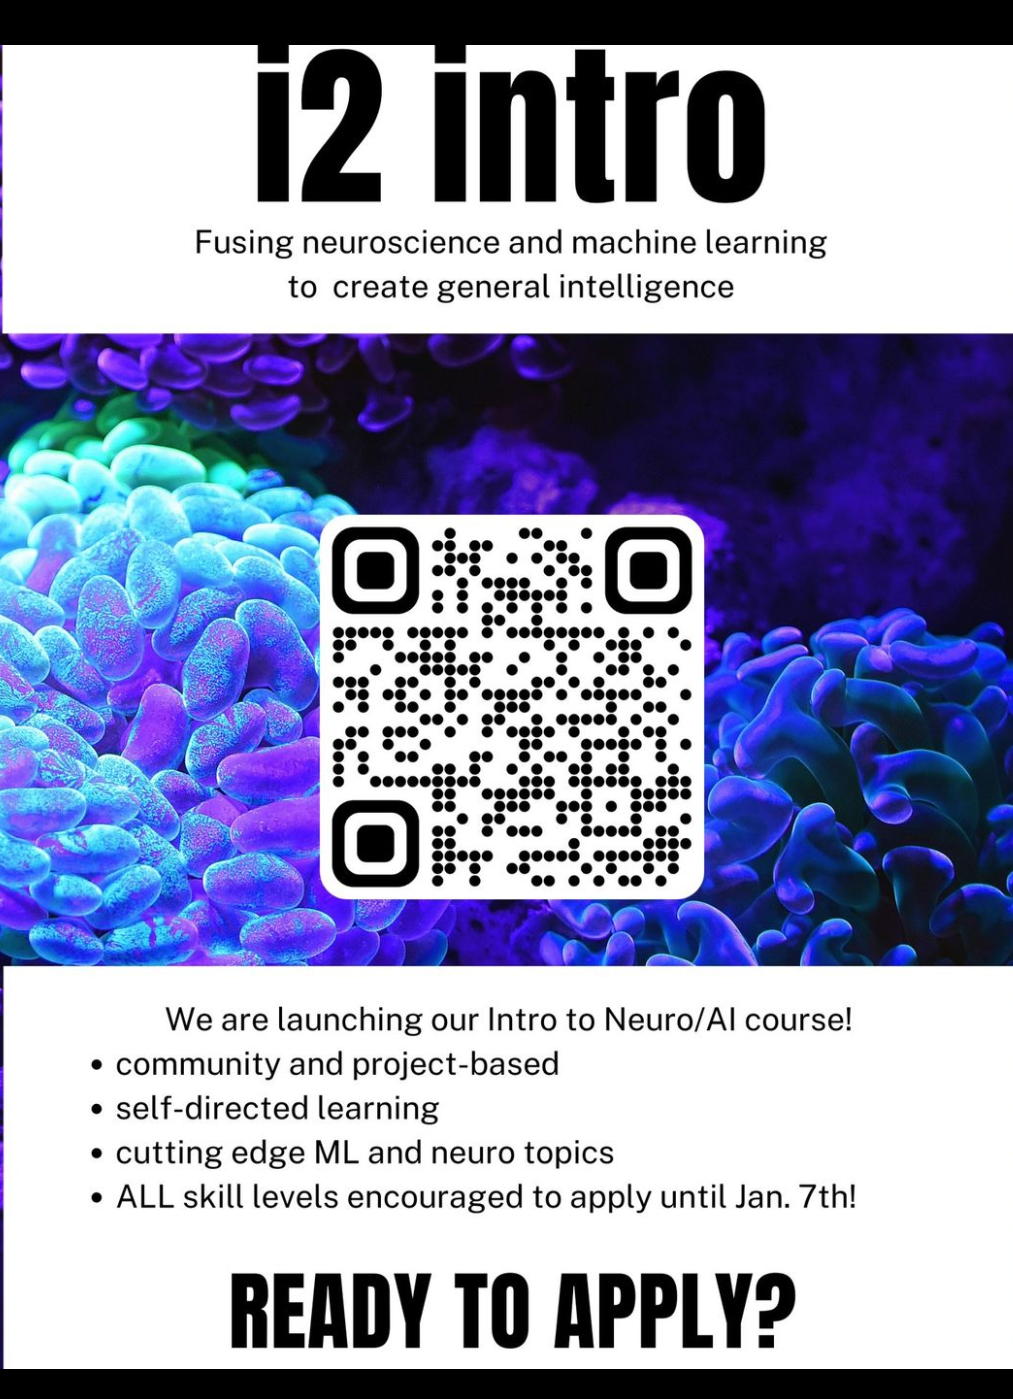 i2 intro
Fusing neuroscience and machine learning
to create general intelligence
We are launching our Intro to Neuro/AI course!
• community and project-based
• self-directed learning
• cutting edge ML and neuro topics
• ALL skill levels encouraged to apply until Jan. 7th!
READY TO APPLY?